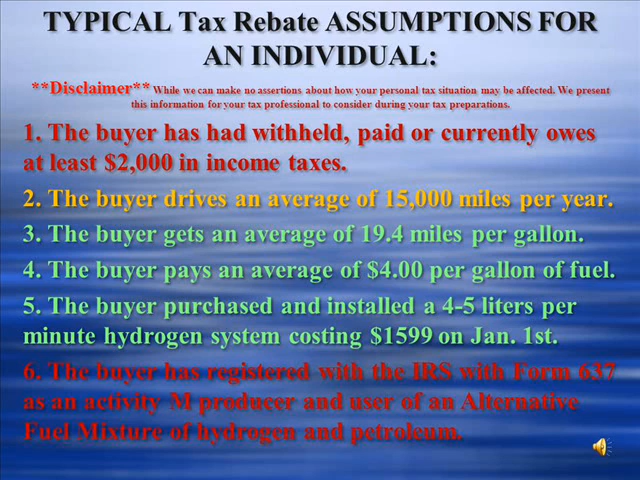 TYPICAL Tax Rebate ASSUMPTIONS FOR
AN INDIVIDUAL:
**Disclaimer** While we can make no assertions about how your personal tax situation may be affected. We present
this information for your tax professional to consider during your tax preparations.
1. The buyer has had withheld, paid or currently owes
at least $2,000 in income taxes.
2. The buyer drives an average of 15,000 miles per year.
3. The buyer gets an average of 19.4 miles per gallon.
4. The buyer pays an average of $4.00 per gallon of fuel.
5. The buyer purchased and installed a 4-5 liters per
minute hydrogen system costing $1599 on Jan. 1st.
6. The buyer has registered with the IRS with Form 637
as an activity M producer and user of an Alternative
Fuel Mixture of hydrogen and petroleum.